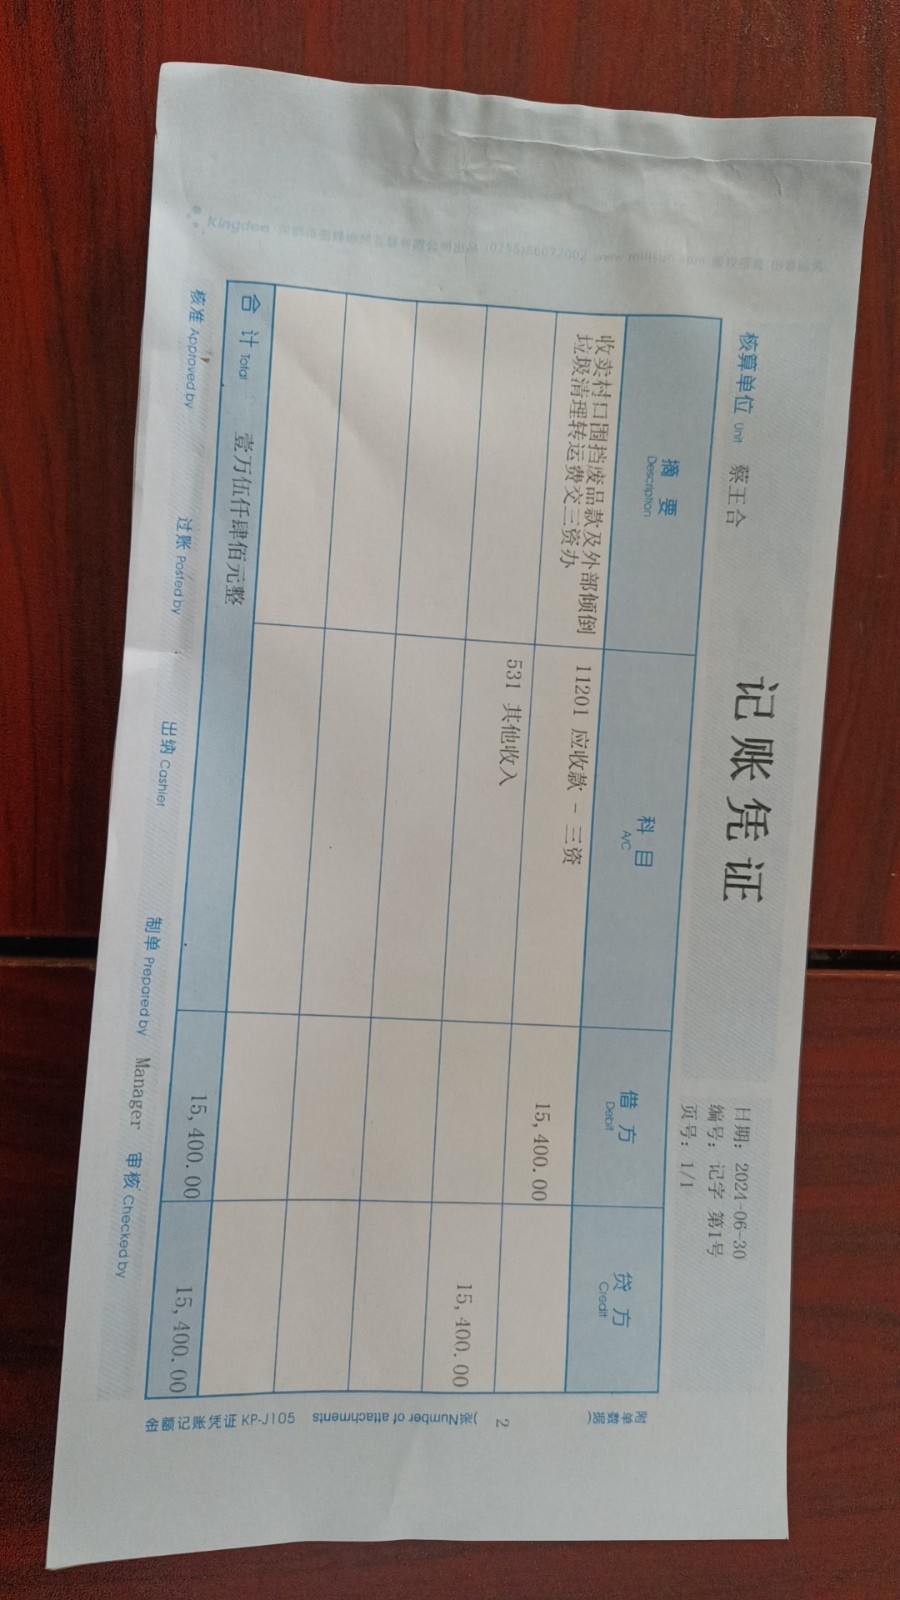 记账凭证
核算单位 Unit 蔡王合
日期：2024-06-30
编号：记字 第1号
页号：1/1
摘 要 Description 科 目 A/C 借 方 Debit 贷 方 Credit
收卖村口围挡废品款及外部倾倒 11201 应收款 - 三资 15,400.00
垃圾清理转运费交三资办
531 其他收入 15,400.00
合 计 Total 壹万伍仟肆佰元整 15,400.00 15,400.00
附单据数( 2 张) Number of attachments
金额记账凭证 KP-J105
核准 Approved by 过账 Posted by 出纳 Cashier 制单 Prepared by Manager 审核 Checked by
Kingdee